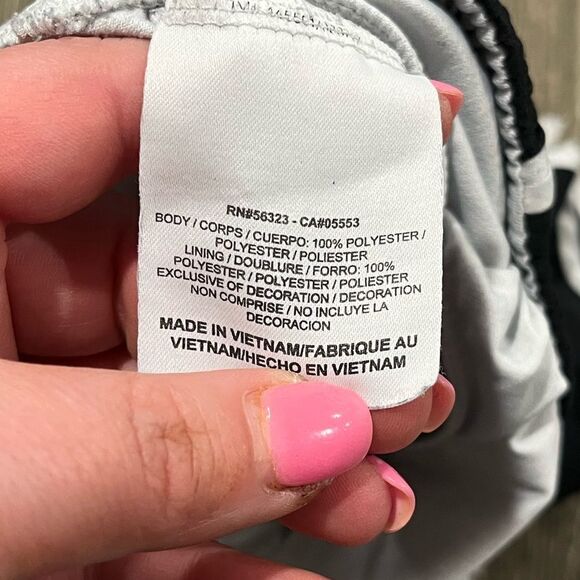 RN#56323 - CA#05553
BODY / CORPS / CUERPO: 100% POLYESTER /
POLYESTER / POLIESTER
LINING / DOUBLURE / FORRO: 100%
POLYESTER / POLYESTER / POLIESTER
EXCLUSIVE OF DECORATION / DECORATION
NON COMPRISE / NO INCLUYE LA
DECORACION
MADE IN VIETNAM/FABRIQUE AU
VIETNAM/HECHO EN VIETNAM